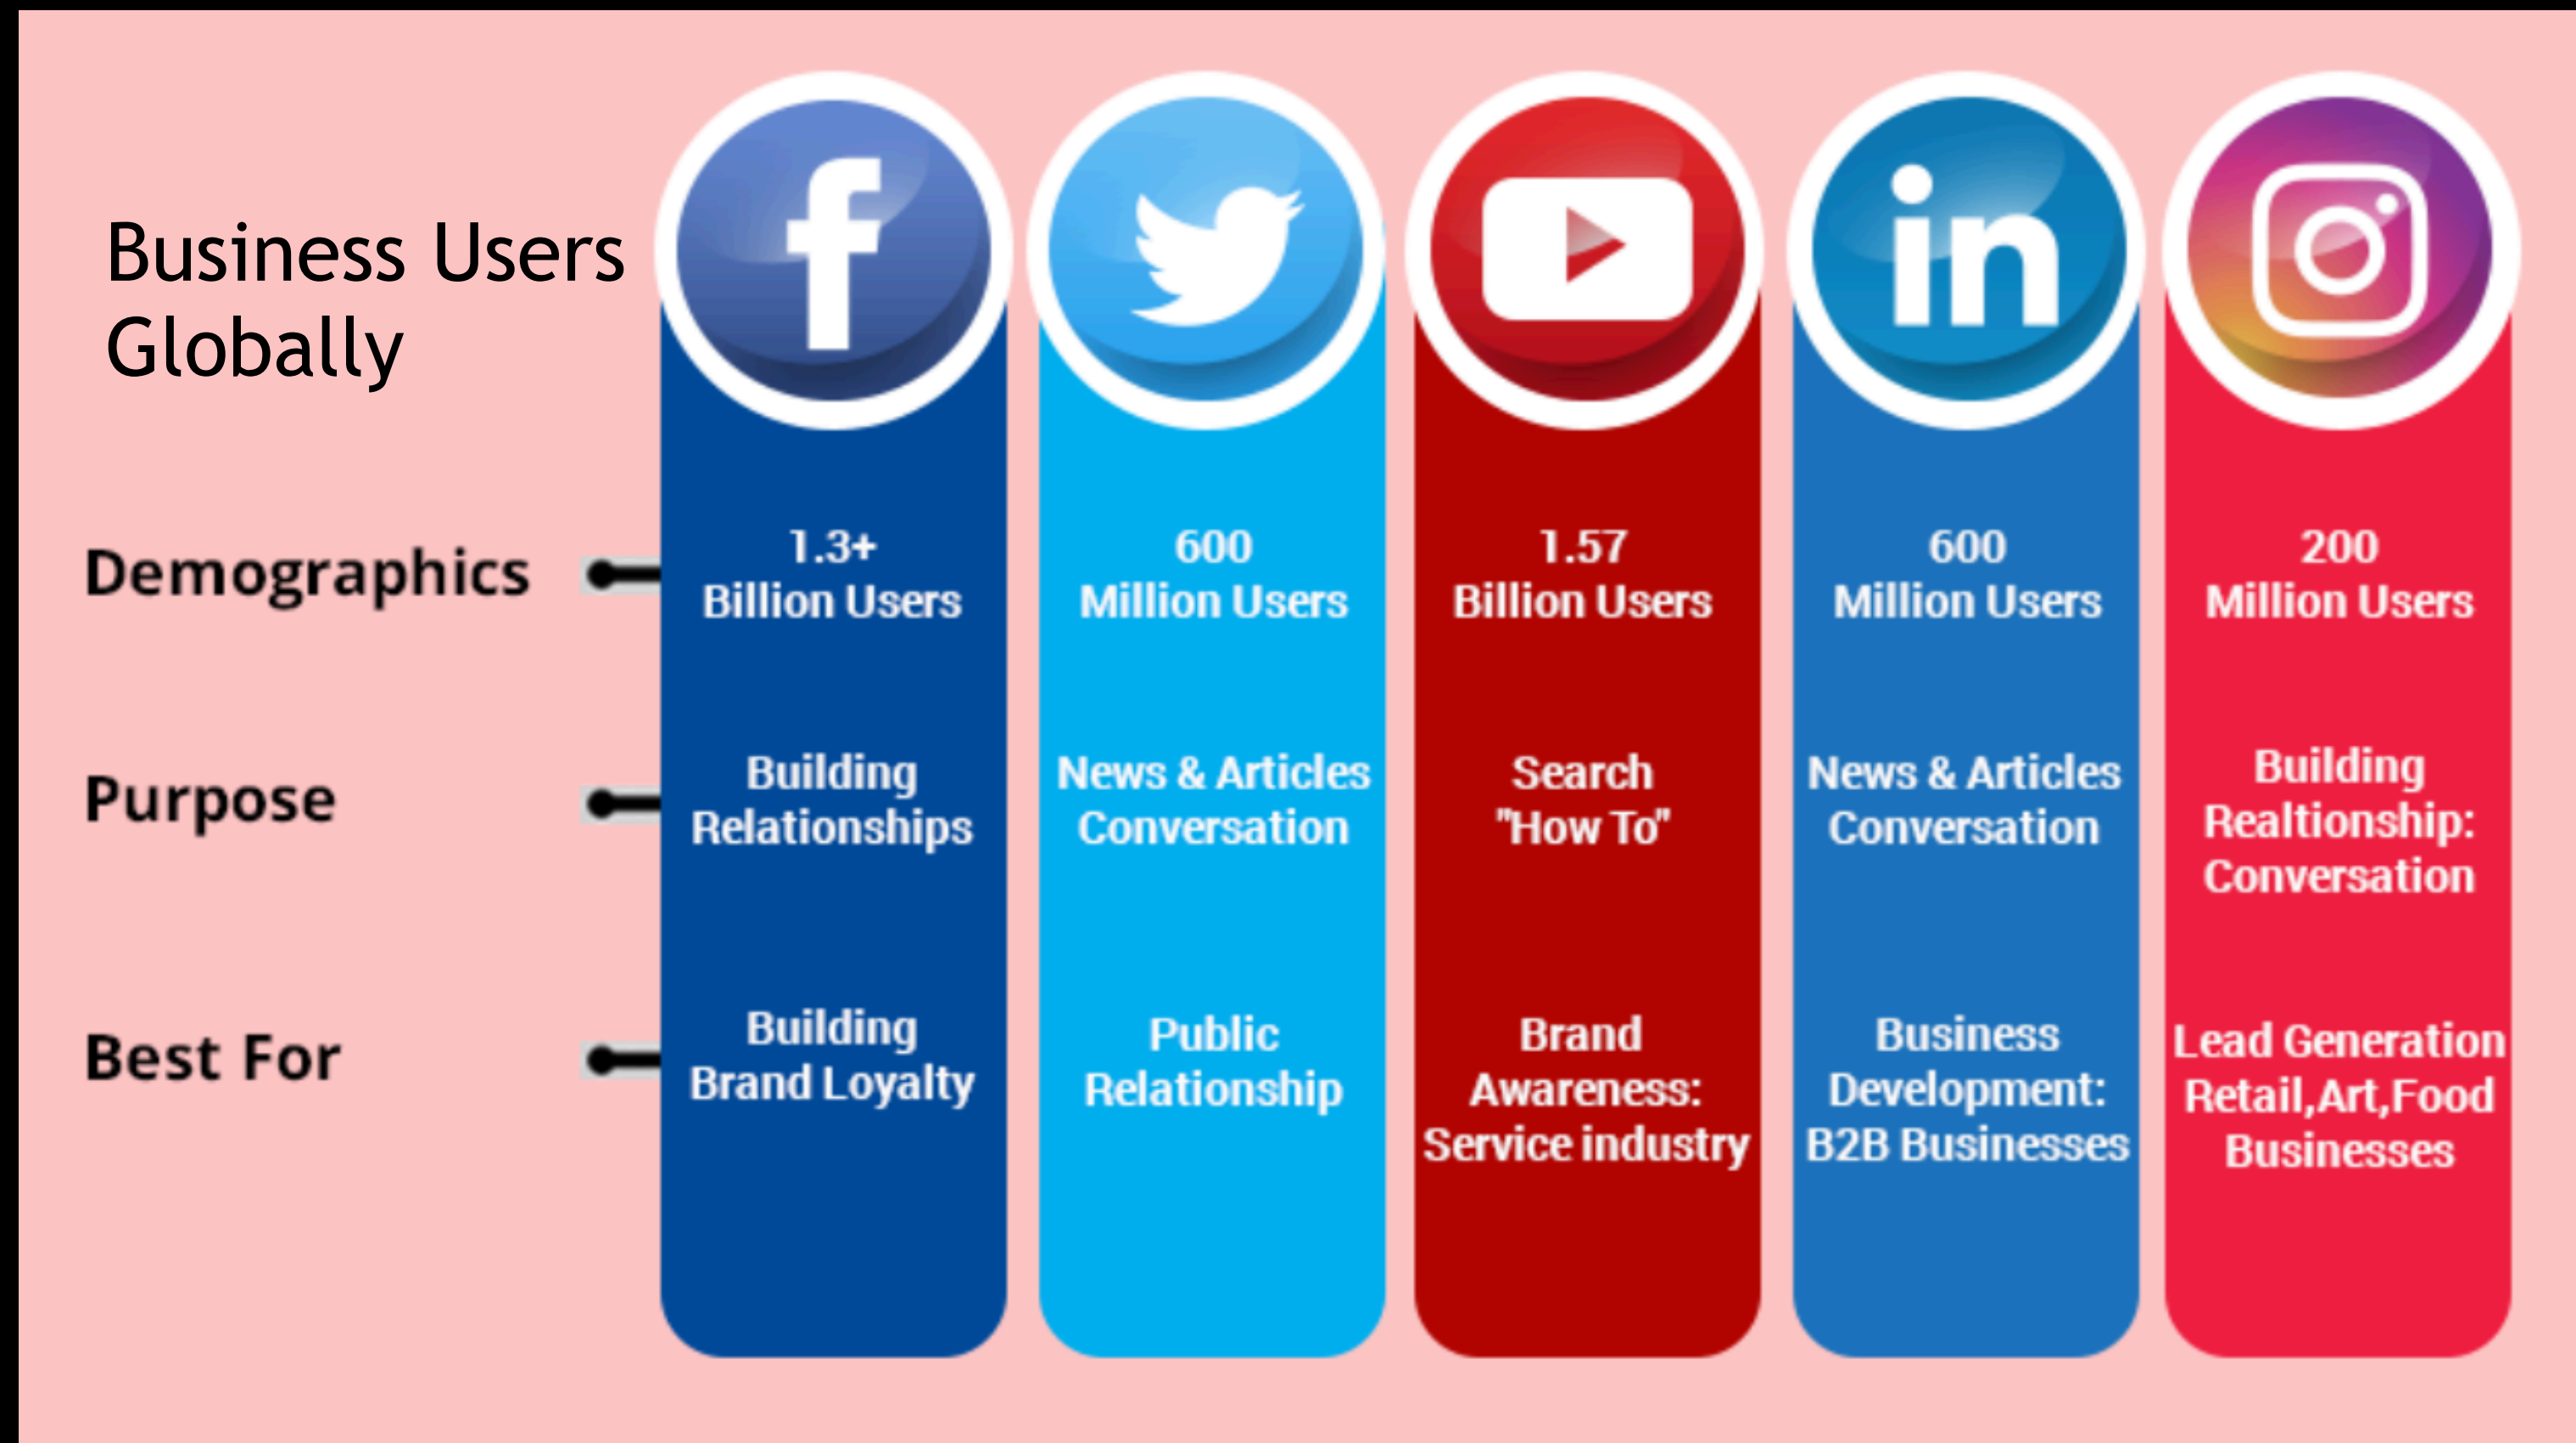 Business Users
Globally
Demographics
1.3+
Billion Users
600
Million Users
1.57
Billion Users
600
Million Users
200
Million Users
Purpose
Building
Relationships
News & Articles
Conversation
Search
"How To"
News & Articles
Conversation
Building
Realtionship:
Conversation
Best For
Building
Brand Loyalty
Public
Relationship
Brand
Awareness:
Service industry
Business
Development:
B2B Businesses
Lead Generation
Retail,Art,Food
Businesses